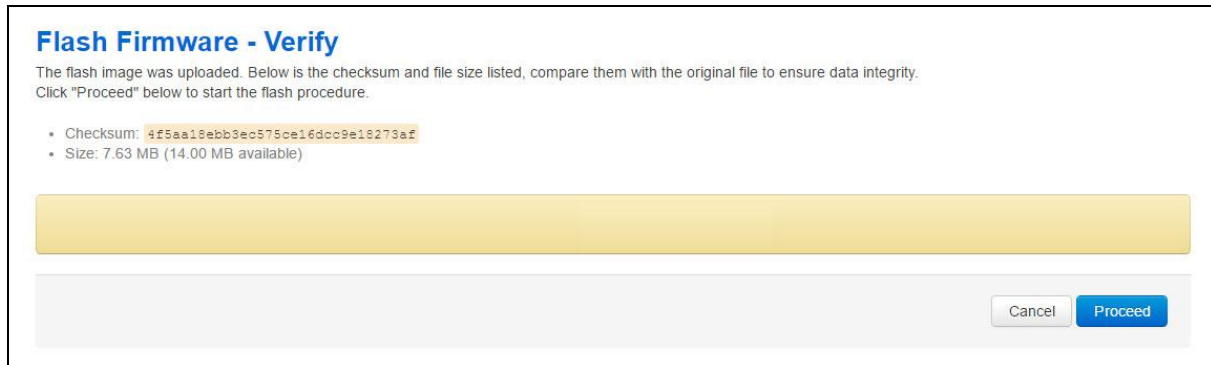 Flash Firmware - Verify
The flash image was uploaded. Below is the checksum and file size listed, compare them with the original file to ensure data integrity.
Click "Proceed" below to start the flash procedure.
Checksum: 4f5aa18ebb3ec575ce16dcc9e18273af
Size: 7.63 MB (14.00 MB available)
Cancel Proceed